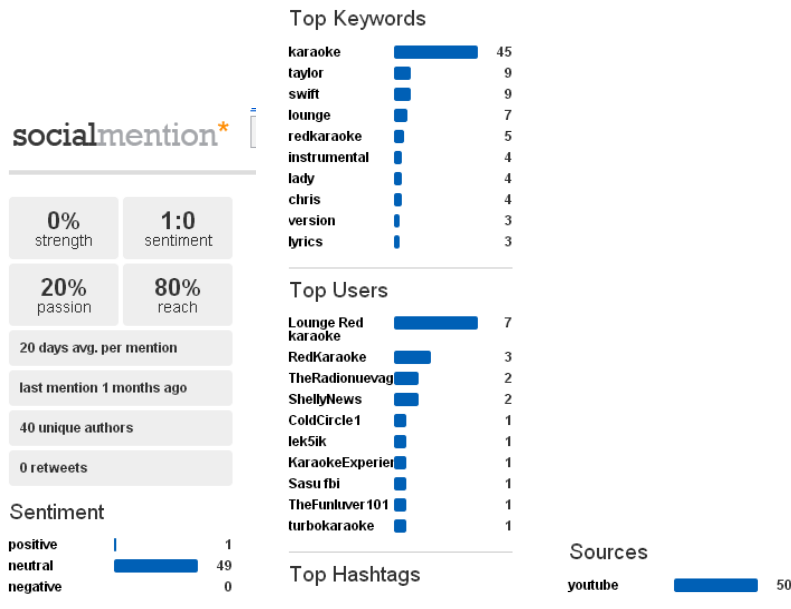 socialmention*
0%
strength
1:0
sentiment
20%
passion
80%
reach
20 days avg. per mention
last mention 1 months ago
40 unique authors
0 retweets
Sentiment
positive 1
neutral 49
negative 0
Top Keywords
karaoke 45
taylor 9
swift 9
lounge 7
redkaraoke 5
instrumental 4
lady 4
chris 4
version 3
lyrics 3
Top Users
Lounge Red 7
karaoke
RedKaraoke 3
TheRadionuevag 2
ShellyNews 2
ColdCircle1 1
lek5ik 1
KaraokeExperier 1
Sasu fbi 1
TheFunluver101 1
turbokaraoke 1
Top Hashtags
Sources
youtube 50